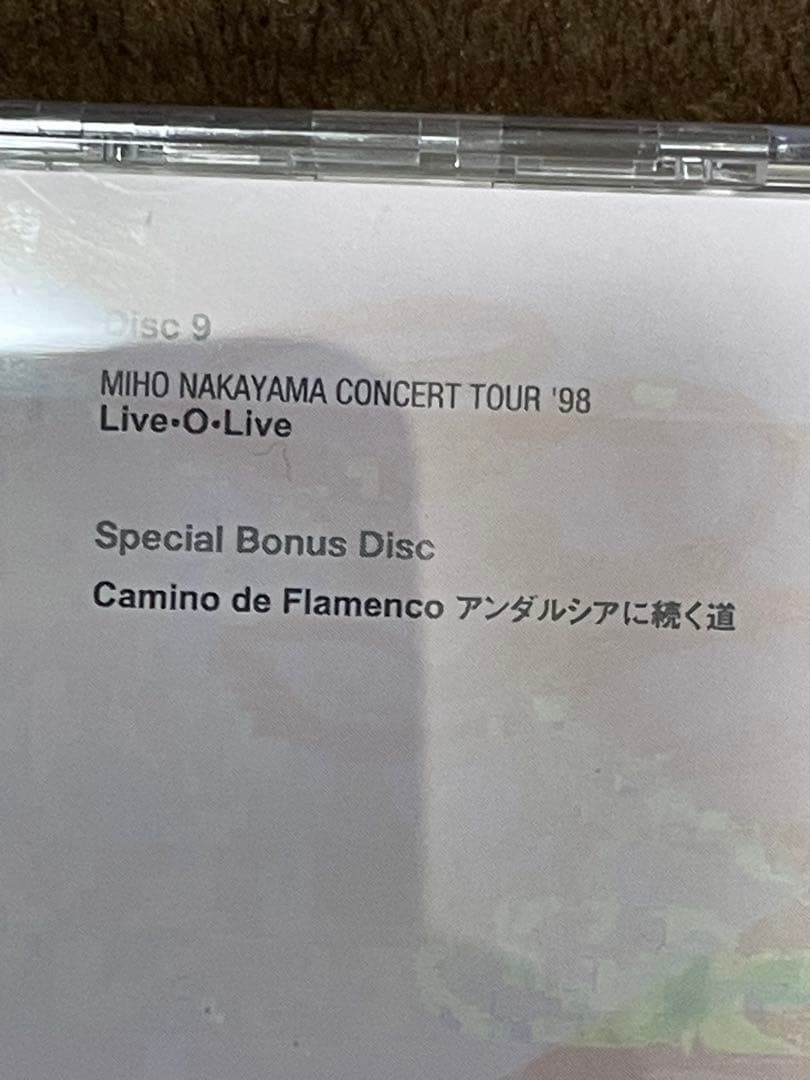 Disc 9
MIHO NAKAYAMA CONCERT TOUR '98
Live•O•Live
Special Bonus Disc
Camino de Flamenco アンダルシアに続く道